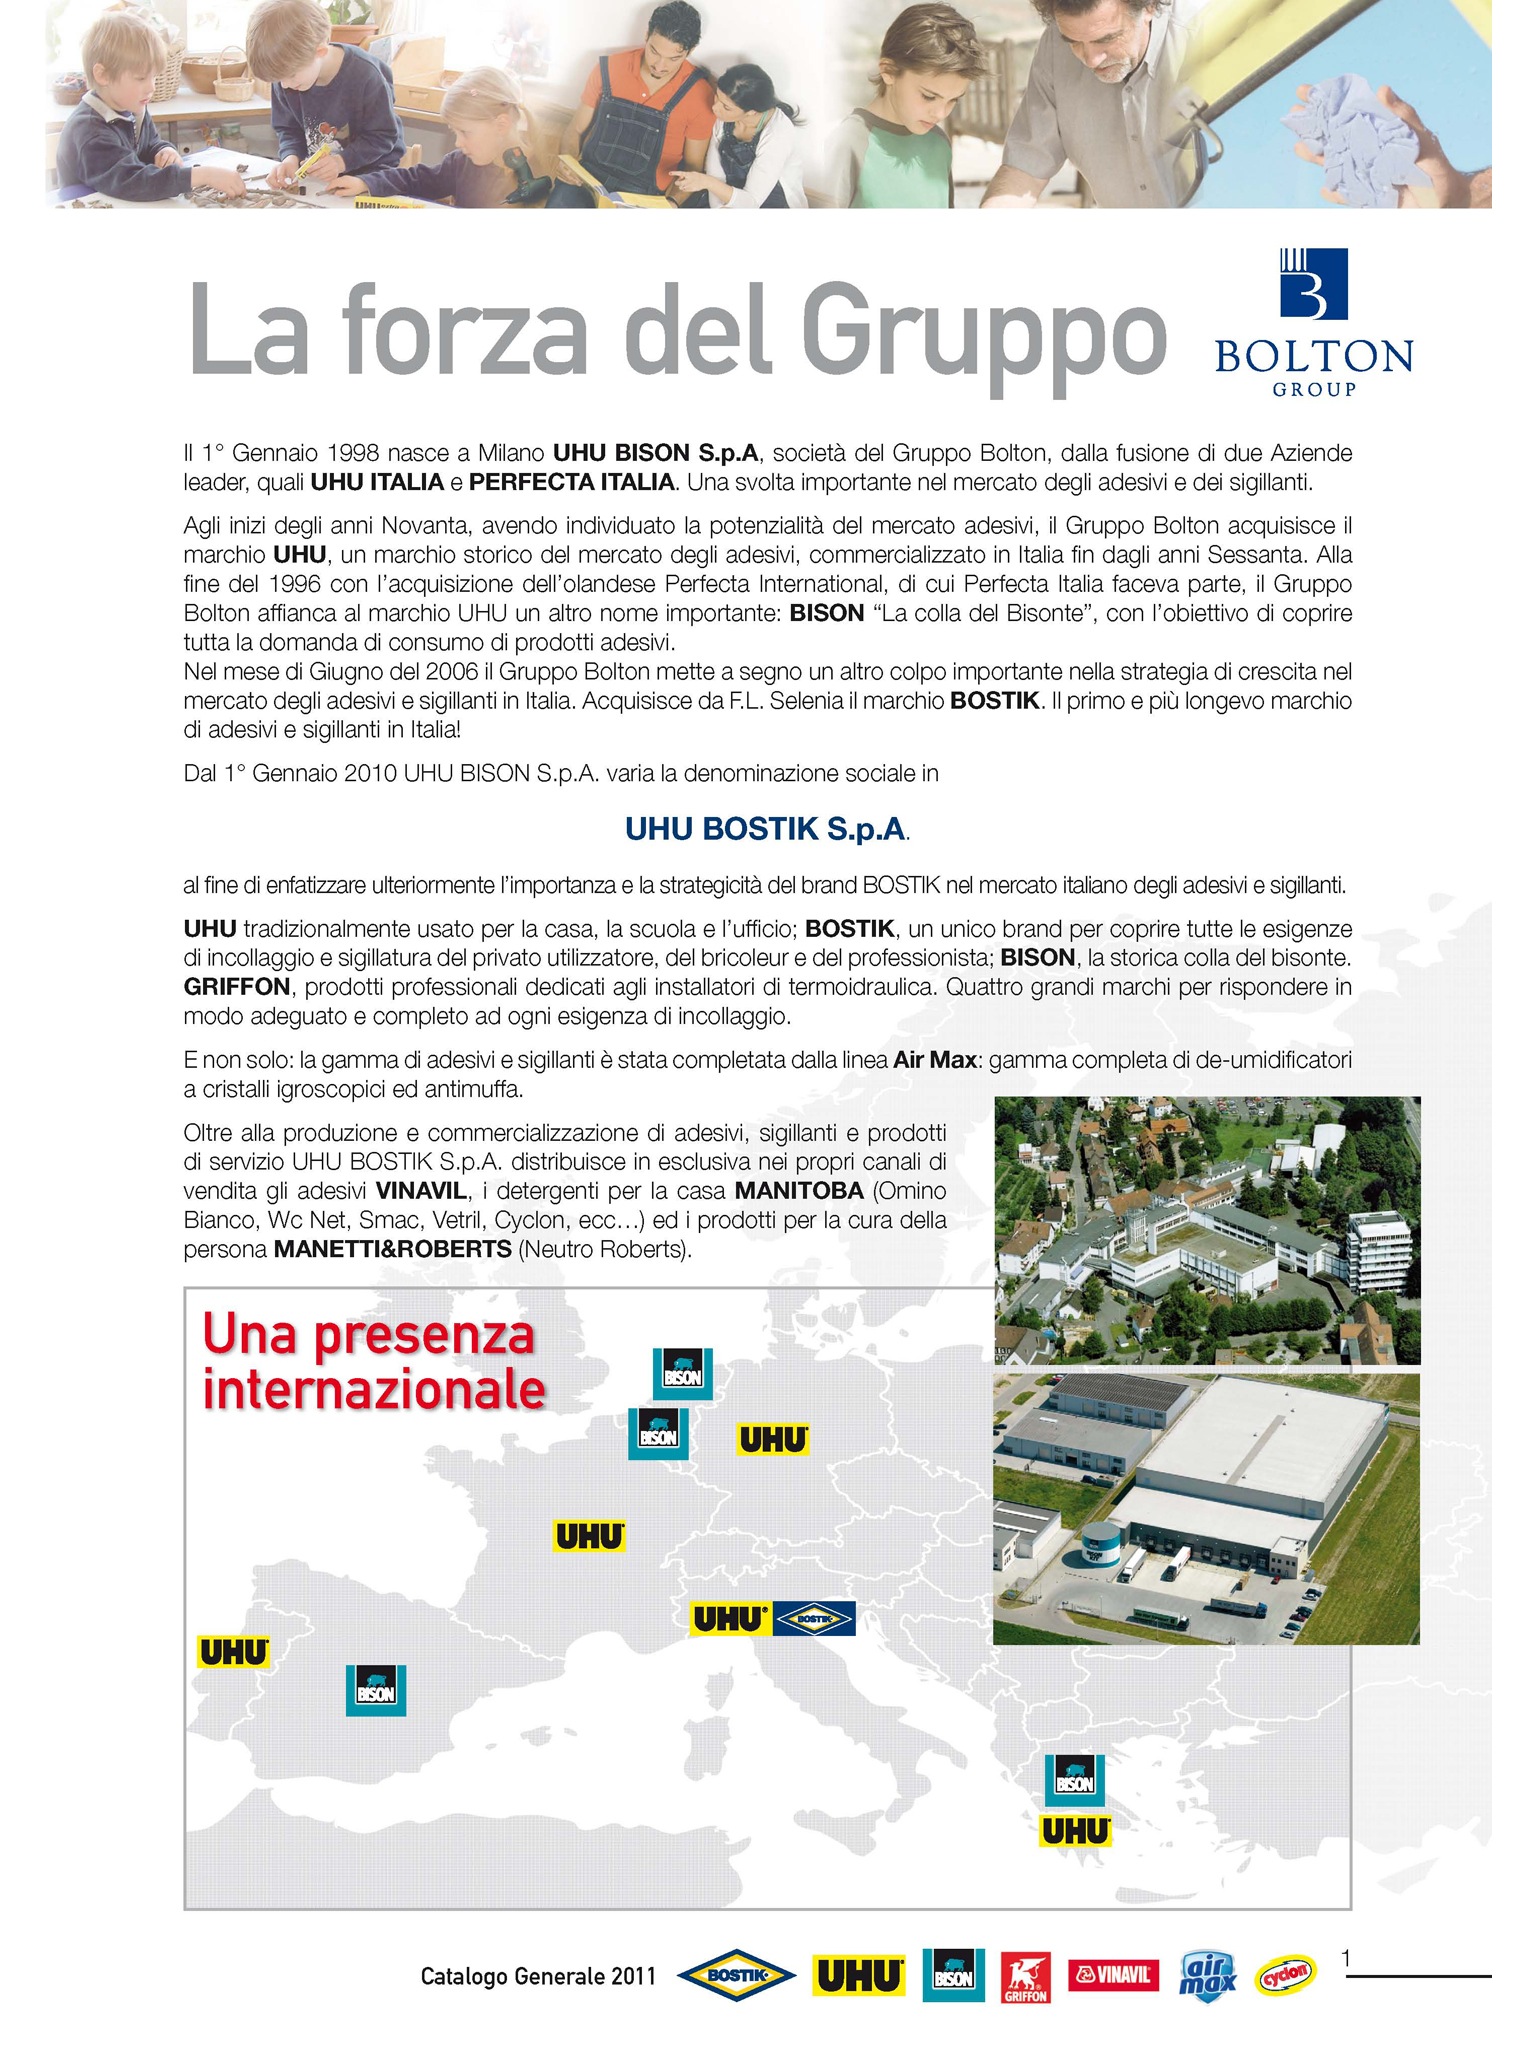 UHU extra
La forza del Gruppo
BOLTON
GROUP
Il 1° Gennaio 1998 nasce a Milano UHU BISON S.p.A, società del Gruppo Bolton, dalla fusione di due Aziende
leader, quali UHU ITALIA e PERFECTA ITALIA. Una svolta importante nel mercato degli adesivi e dei sigillanti.
Agli inizi degli anni Novanta, avendo individuato la potenzialità del mercato adesivi, il Gruppo Bolton acquisisce il
marchio UHU, un marchio storico del mercato degli adesivi, commercializzato in Italia fin dagli anni Sessanta. Alla
fine del 1996 con l'acquisizione dell'olandese Perfecta International, di cui Perfecta Italia faceva parte, il Gruppo
Bolton affianca al marchio UHU un altro nome importante: BISON “La colla del Bisonte”, con l'obiettivo di coprire
tutta la domanda di consumo di prodotti adesivi.
Nel mese di Giugno del 2006 il Gruppo Bolton mette a segno un altro colpo importante nella strategia di crescita nel
mercato degli adesivi e sigillanti in Italia. Acquisisce da F.L. Selenia il marchio BOSTIK. Il primo e più longevo marchio
di adesivi e sigillanti in Italia!
Dal 1° Gennaio 2010 UHU BISON S.p.A. varia la denominazione sociale in
UHU BOSTIK S.p.A.
al fine di enfatizzare ulteriormente l'importanza e la strategicità del brand BOSTIK nel mercato italiano degli adesivi e sigillanti.
UHU tradizionalmente usato per la casa, la scuola e l'ufficio; BOSTIK, un unico brand per coprire tutte le esigenze
di incollaggio e sigillatura del privato utilizzatore, del bricoleur e del professionista; BISON, la storica colla del bisonte.
GRIFFON, prodotti professionali dedicati agli installatori di termoidraulica. Quattro grandi marchi per rispondere in
modo adeguato e completo ad ogni esigenza di incollaggio.
E non solo: la gamma di adesivi e sigillanti è stata completata dalla linea Air Max: gamma completa di de-umidificatori
a cristalli igroscopici ed antimuffa.
Oltre alla produzione e commercializzazione di adesivi, sigillanti e prodotti
di servizio UHU BOSTIK S.p.A. distribuisce in esclusiva nei propri canali di
vendita gli adesivi VINAVIL, i detergenti per la casa MANITOBA (Omino
Bianco, Wc Net, Smac, Vetril, Cyclon, ecc…) ed i prodotti per la cura della
persona MANETTI&ROBERTS (Neutro Roberts).
Una presenza
internazionale
BISON
BISON
UHU
UHU
UHU® BOSTIK
UHU
BISON
BISON
UHU
BISON KIT
Catalogo Generale 2011 BOSTIK UHU BISON GRIFFON VINAVIL air max cyclon 1